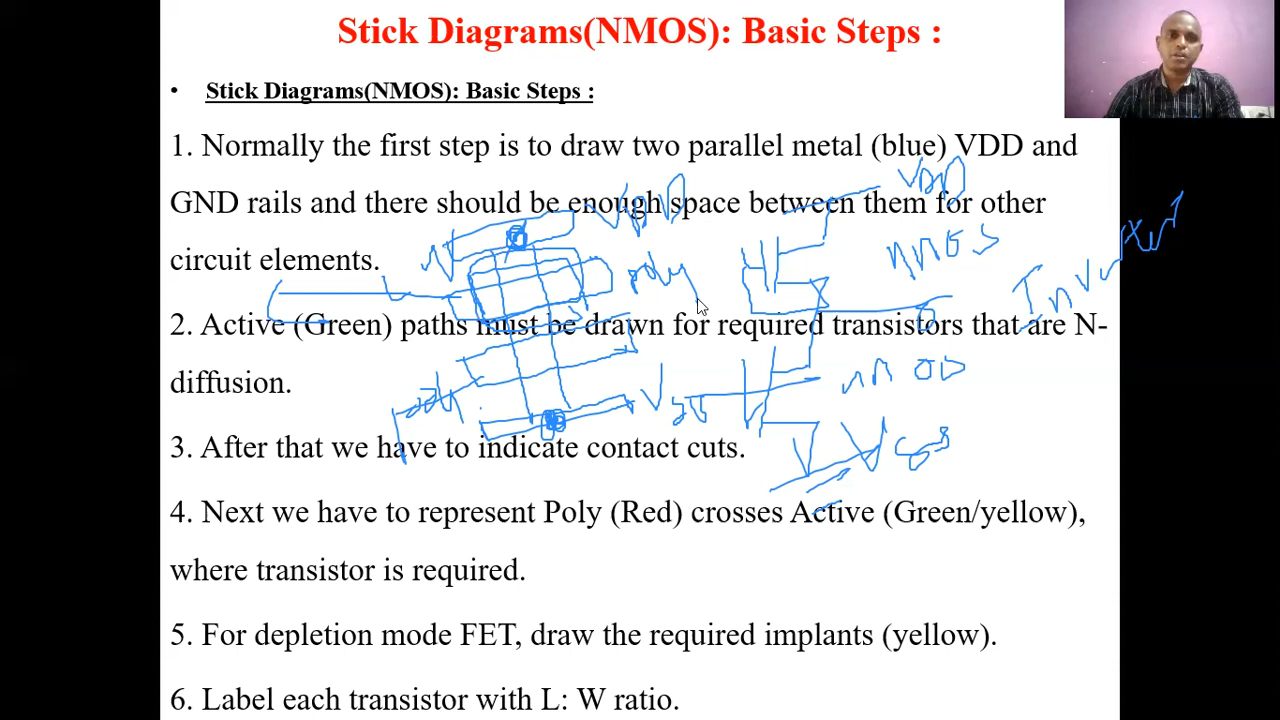 Stick Diagrams(NMOS): Basic Steps :
• Stick Diagrams(NMOS): Basic Steps :
1. Normally the first step is to draw two parallel metal (blue) VDD and
GND rails and there should be enough space between them for other
circuit elements.
2. Active (Green) paths must be drawn for required transistors that are N-
diffusion.
3. After that we have to indicate contact cuts.
4. Next we have to represent Poly (Red) crosses Active (Green/yellow),
where transistor is required.
5. For depletion mode FET, draw the required implants (yellow).
6. Label each transistor with L: W ratio.
VDD
poly
VDD
Vss